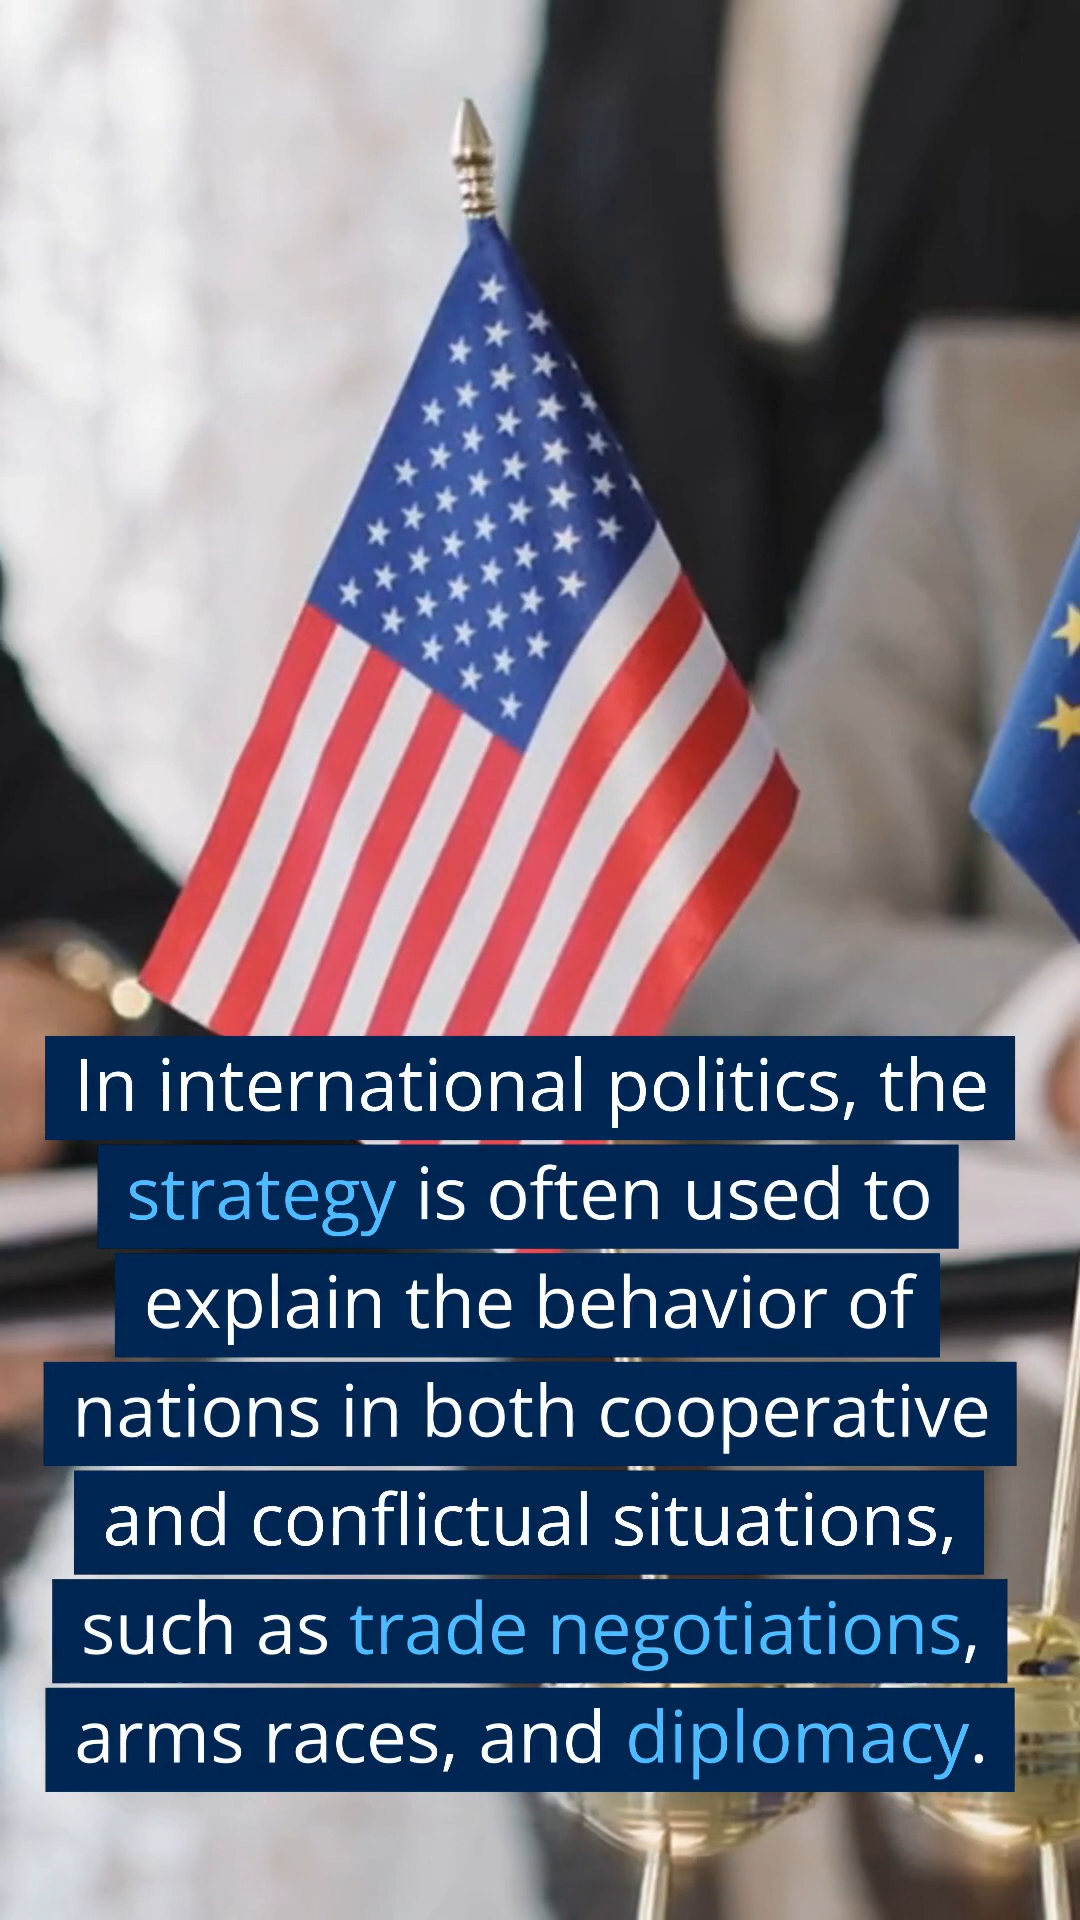 In international politics, the
strategy is often used to
explain the behavior of
nations in both cooperative
and conflictual situations,
such as trade negotiations,
arms races, and diplomacy.